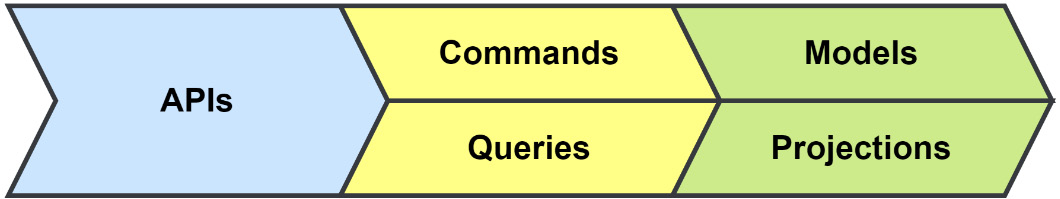 APIs
Commands
Models
Queries
Projections